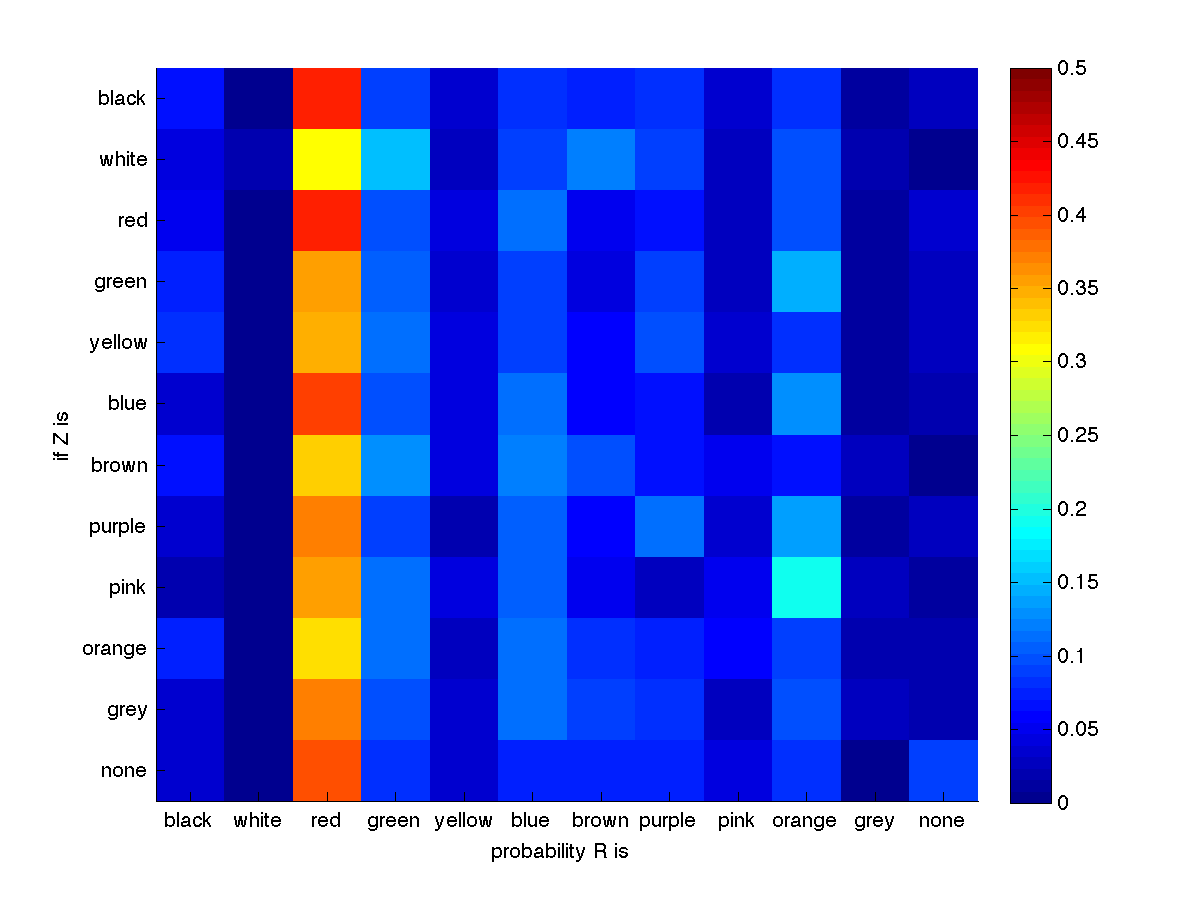 black
white
red
green
yellow
blue
brown
purple
pink
orange
grey
none
if Z is
black white red green yellow blue brown purple pink orange grey none
probability R is
0.5
0.45
0.4
0.35
0.3
0.25
0.2
0.15
0.1
0.05
0